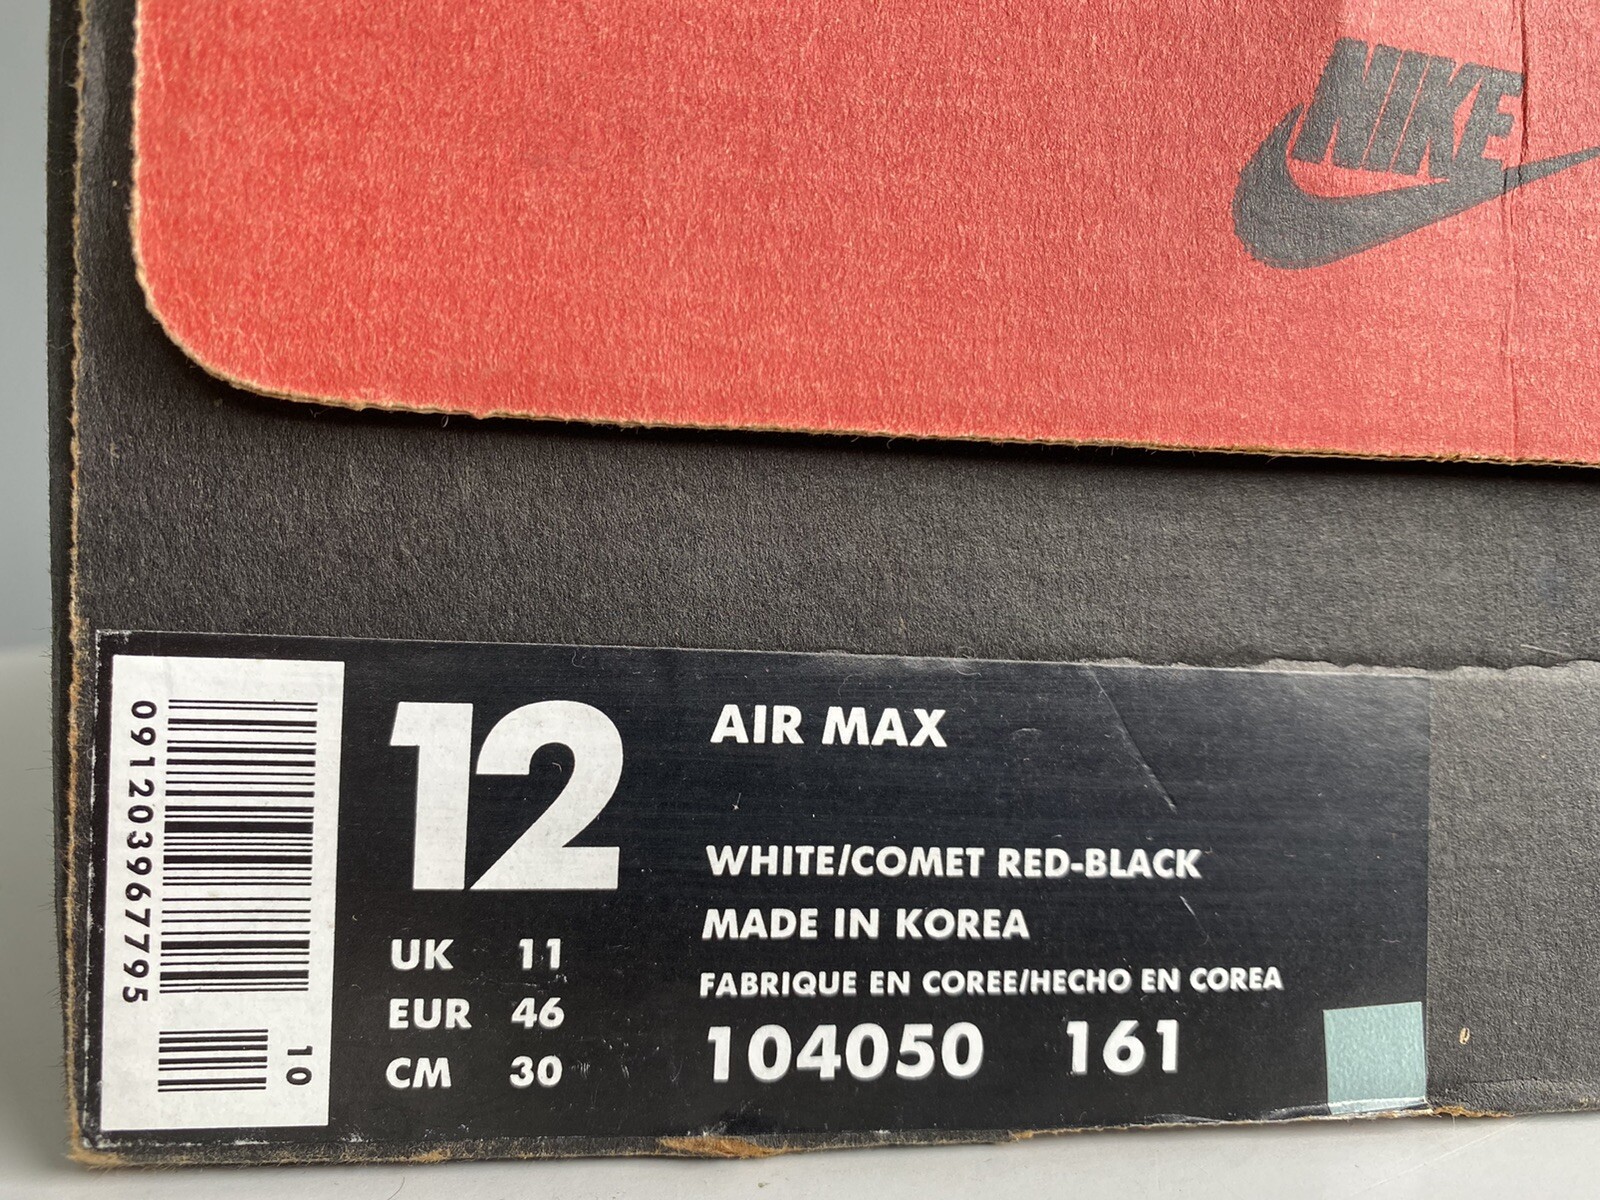 NIKE
091203967795
10
12
UK 11
EUR 46
CM 30
AIR MAX
WHITE/COMET RED-BLACK
MADE IN KOREA
FABRIQUE EN COREE/HECHO EN COREA
104050 161